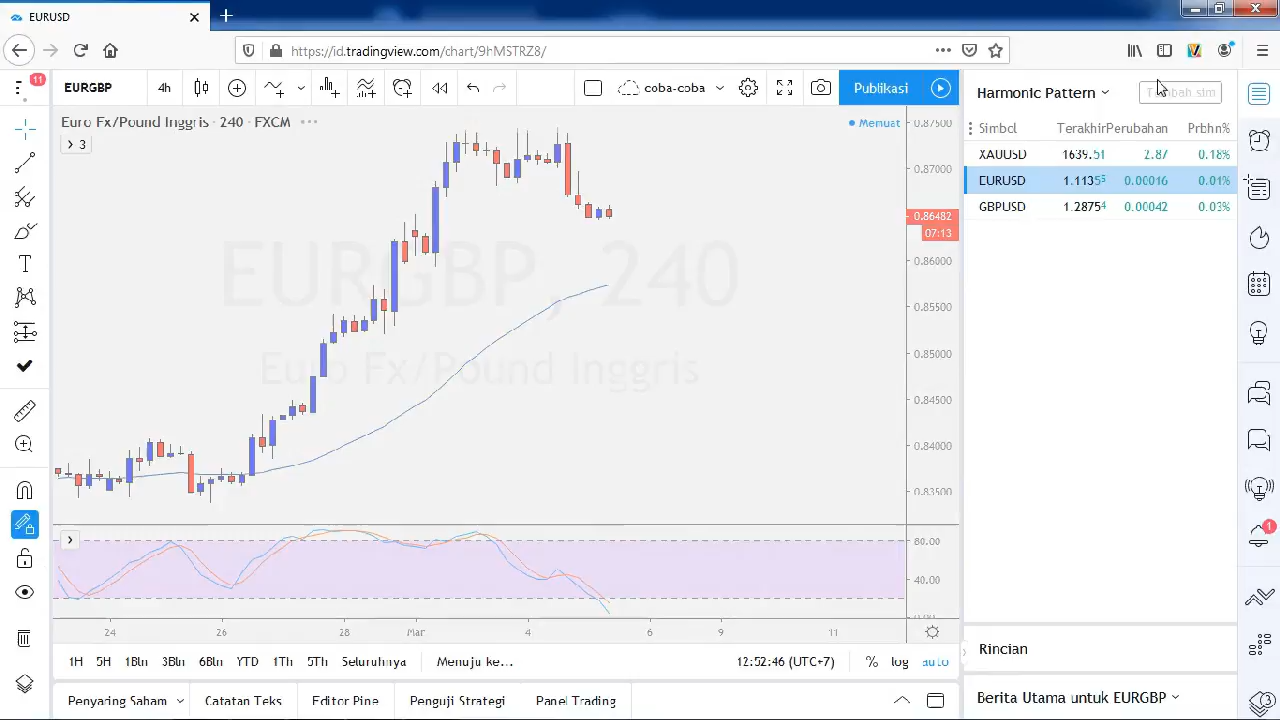 EURUSD
https://id.tradingview.com/chart/9hMSTRZ8/
11
EURGBP
4h
coba-coba
Publikasi
Harmonic Pattern
Euro Fx/Pound Inggris · 240 · FXCM
Memuat
3
Simbol Terakhir Perubahan Prbhn%
XAUUSD 1639.51 2.87 0.18%
EURUSD 1.11355 0.00016 0.01%
GBPUSD 1.28754 0.00042 0.03%
EURGBP, 240
Euro Fx/Pound Inggris
0.87500
0.87000
0.86482
07:13
0.86000
0.85500
0.85000
0.84500
0.84000
0.83500
80.00
40.00
0.00
24 26 28 Mar 4 6 9 11
1H 5H 1Bln 3Bln 6Bln YTD 1Th 5Th Seluruhnya Menuju ke... 12:52:46 (UTC+7) % log auto
Penyaring Saham Catatan Teks Editor Pine Penguji Strategi Panel Trading
Rincian
Berita Utama untuk EURGBP
1